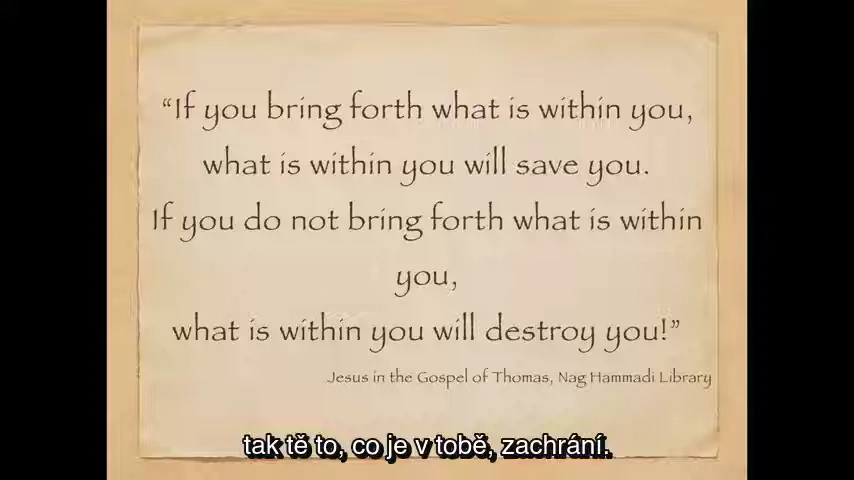 “If you bring forth what is within you,
what is within you will save you.
If you do not bring forth what is within
you,
what is within you will destroy you!”
Jesus in the Gospel of Thomas, Nag Hammadi Library
tak tě to, co je v tobě, zachrání.